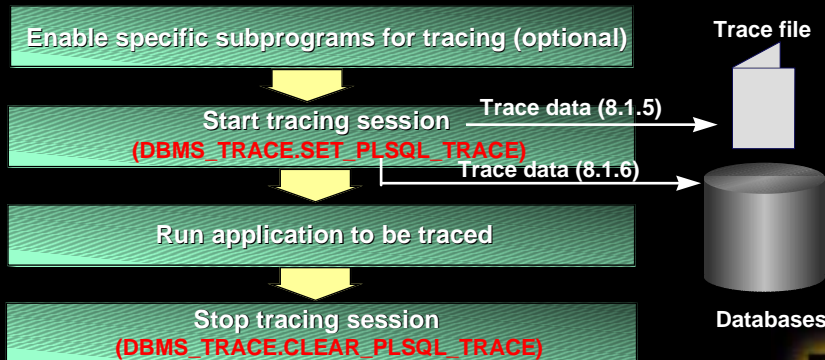 Enable specific subprograms for tracing (optional)
Trace file
Start tracing session
Trace data (8.1.5)
(DBMS_TRACE.SET_PLSQL_TRACE)
Trace data (8.1.6)
Run application to be traced
Stop tracing session
Databases
(DBMS_TRACE.CLEAR_PLSQL_TRACE)